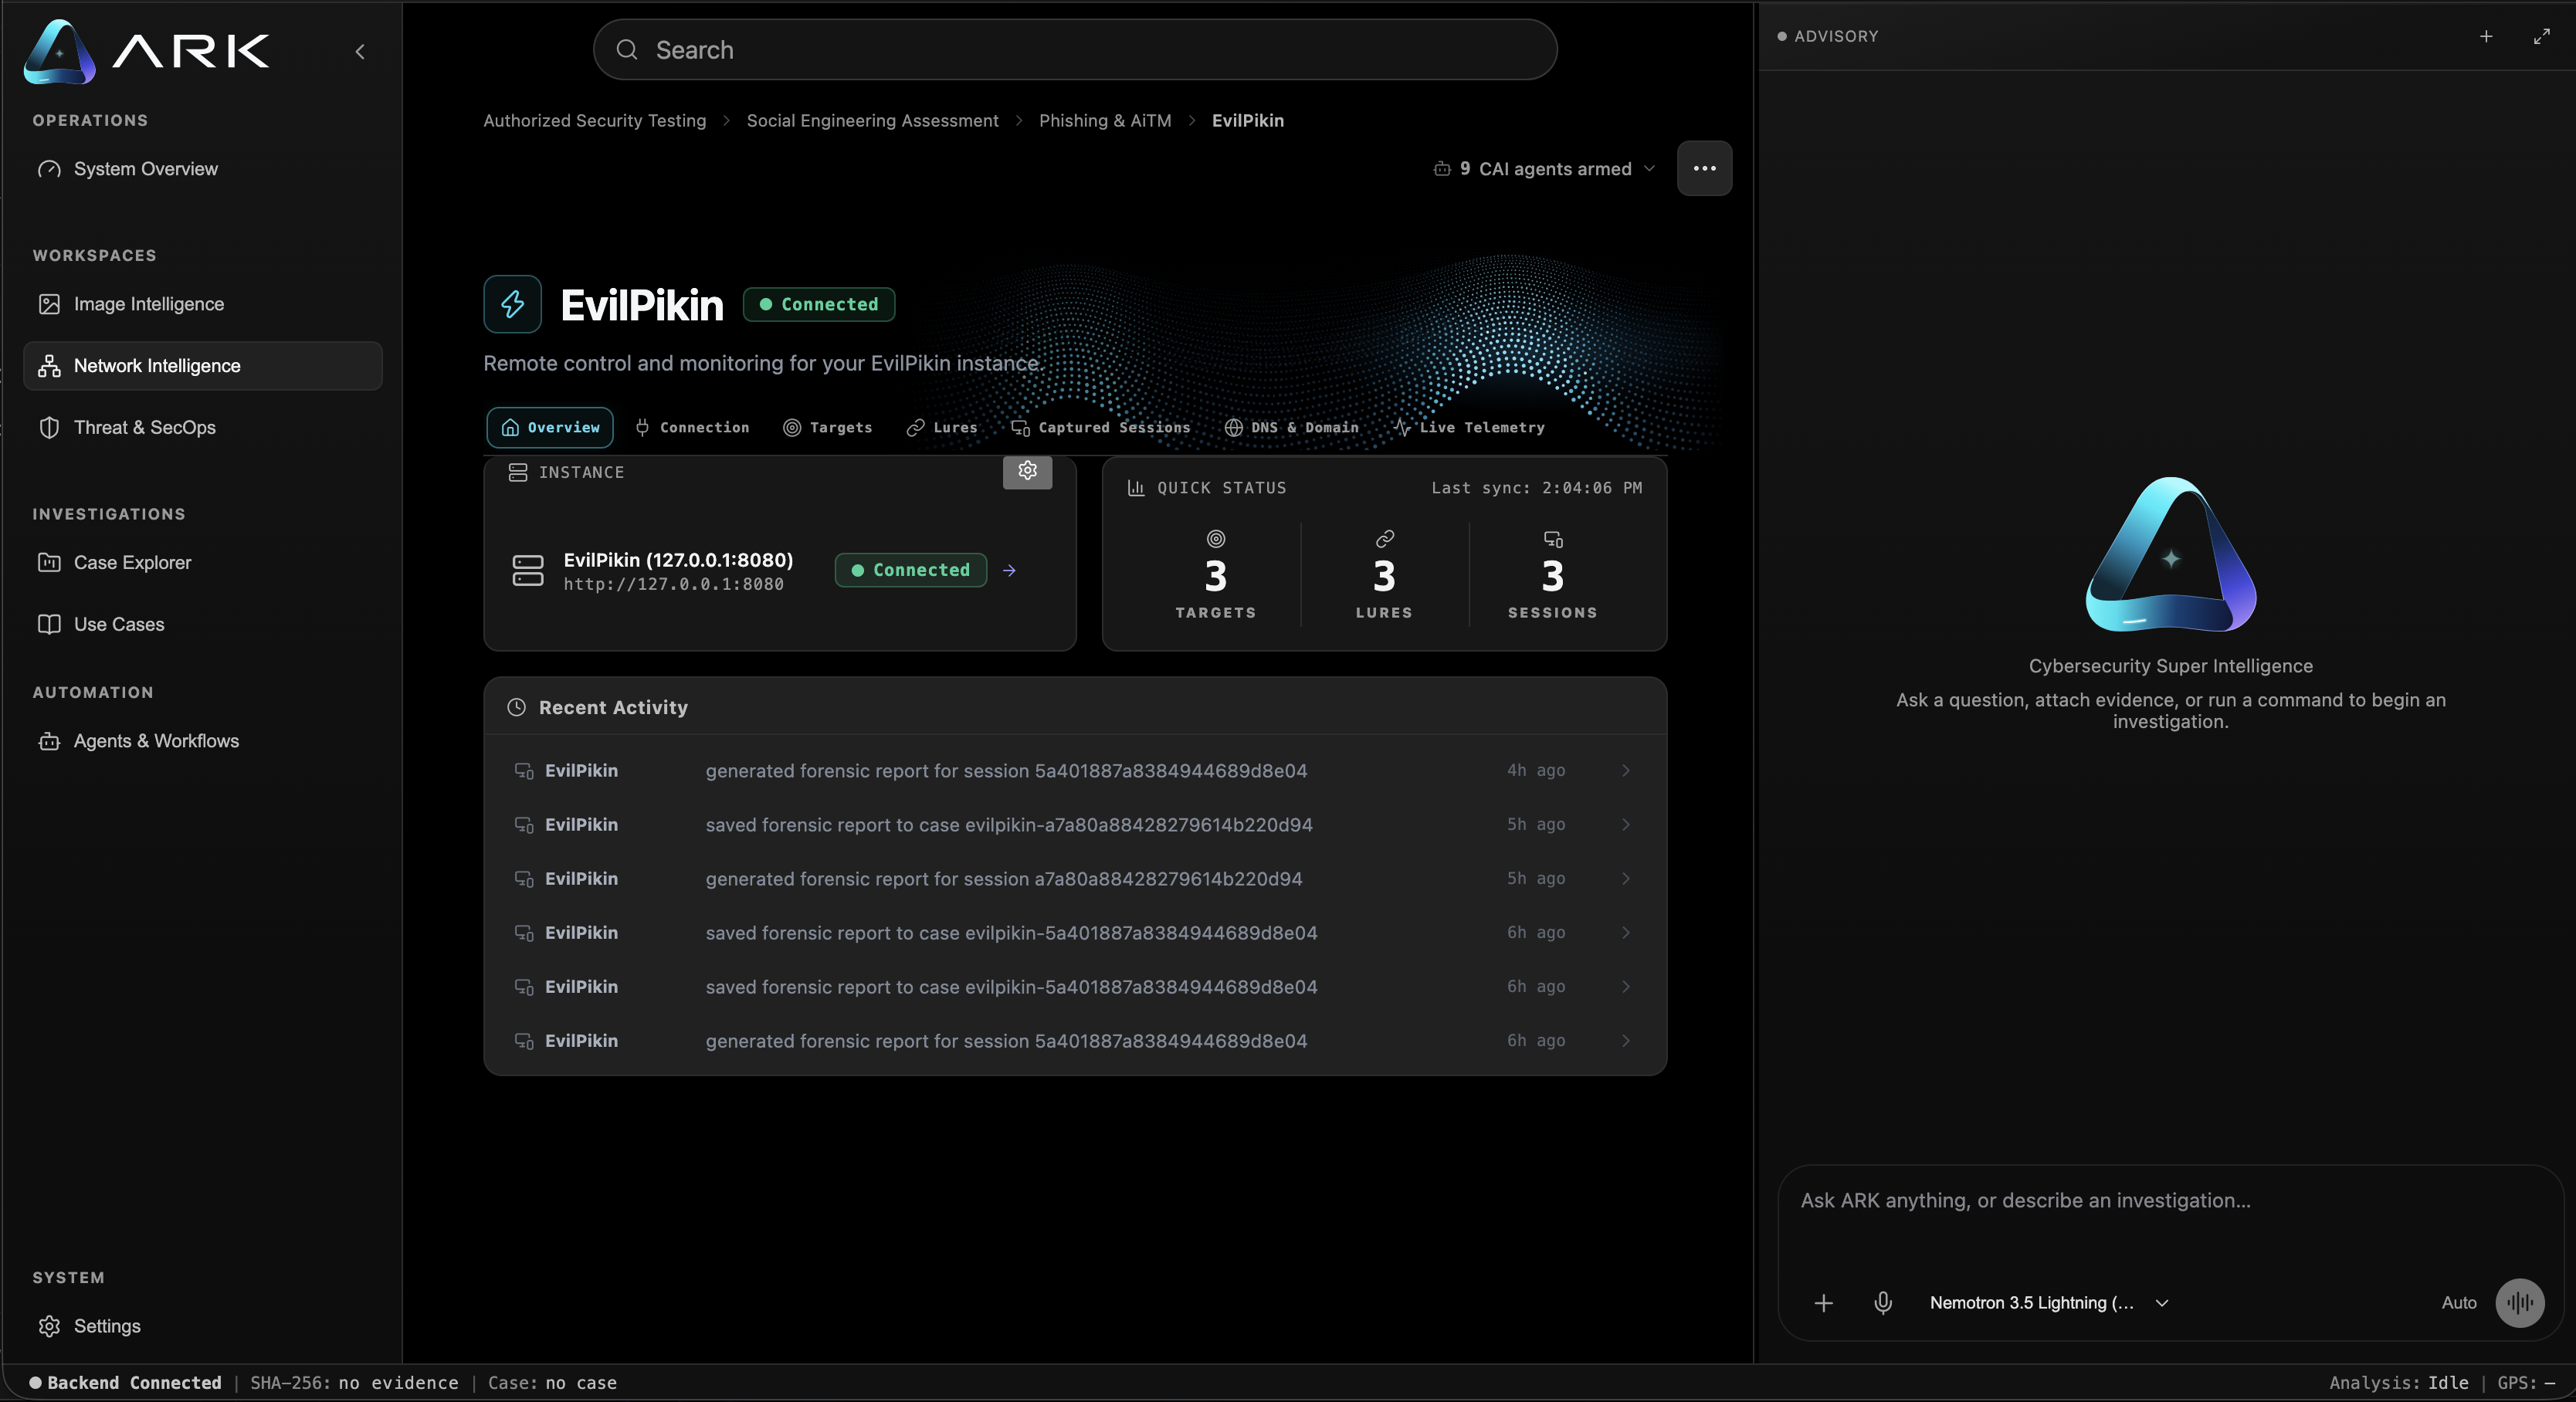 ARK
OPERATIONS
System Overview
WORKSPACES
Image Intelligence
Network Intelligence
Threat & SecOps
INVESTIGATIONS
Case Explorer
Use Cases
AUTOMATION
Agents & Workflows
SYSTEM
Settings
Search
Authorized Security Testing > Social Engineering Assessment > Phishing & AiTM > EvilPikin
9 CAI agents armed
EvilPikin Connected
Remote control and monitoring for your EvilPikin instance.
Overview Connection Targets Lures Captured Sessions DNS & Domain Live Telemetry
INSTANCE
EvilPikin (127.0.0.1:8080)
http://127.0.0.1:8080
Connected
QUICK STATUS Last sync: 2:04:06 PM
3 3 3
TARGETS LURES SESSIONS
Recent Activity
EvilPikin generated forensic report for session 5a401887a8384944689d8e04 4h ago
EvilPikin saved forensic report to case evilpikin-a7a80a88428279614b220d94 5h ago
EvilPikin generated forensic report for session a7a80a88428279614b220d94 5h ago
EvilPikin saved forensic report to case evilpikin-5a401887a8384944689d8e04 6h ago
EvilPikin saved forensic report to case evilpikin-5a401887a8384944689d8e04 6h ago
EvilPikin generated forensic report for session 5a401887a8384944689d8e04 6h ago
ADVISORY
Cybersecurity Super Intelligence
Ask a question, attach evidence, or run a command to begin an
investigation.
Ask ARK anything, or describe an investigation...
Nemotron 3.5 Lightning (... Auto
Backend Connected | SHA-256: no evidence | Case: no case
Analysis: Idle | GPS: —